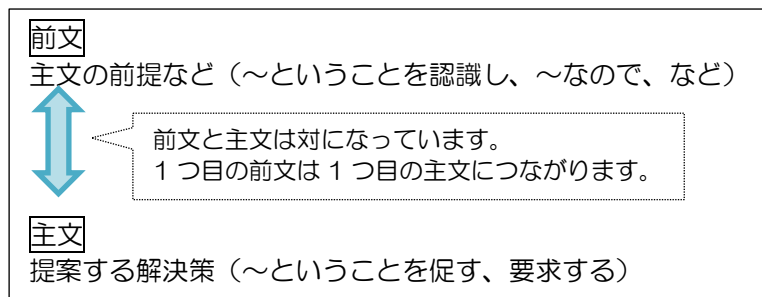 前文
主文の前提など（～ということを認識し、～なので、など）
前文と主文は対になっています。
1 つ目の前文は 1 つ目の主文につながります。
主文
提案する解決策（～ということを促す、要求する）